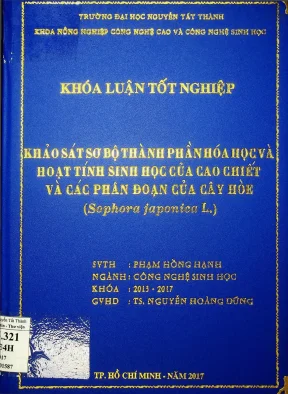 TRƯỜNG ĐẠI HỌC NGUYỄN TẤT THÀNH
KHOA NÔNG NGHIỆP CÔNG NGHỆ CAO VÀ CÔNG NGHỆ SINH HỌC
KHÓA LUẬN TỐT NGHIỆP
KHẢO SÁT SƠ BỘ THÀNH PHẦN HÓA HỌC VÀ
HOẠT TÍNH SINH HỌC CỦA CAO CHIẾT
VÀ CÁC PHÂN ĐOẠN CỦA CÂY HÒE
(Sophora japonica L.)
SVTH : PHẠM HỒNG HẠNH
NGÀNH : CÔNG NGHỆ SINH HỌC
KHÓA : 2013 - 2017
GVHD : TS. NGUYỄN HOÀNG DŨNG
.321
TP. HỒ CHÍ MINH - NĂM 2017